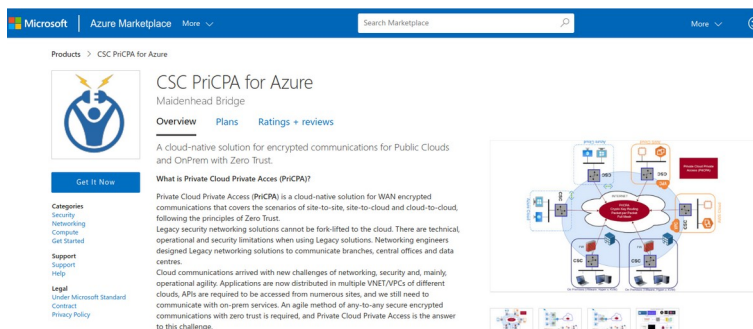 Microsoft
Azure Marketplace
More
Search Marketplace
More
Products > CSC PriCPA for Azure
CSC PriCPA for Azure
Maidenhead Bridge
Overview Plans Ratings + reviews
A cloud-native solution for encrypted communications for Public Clouds
and OnPrem with Zero Trust.
Get It Now
What is Private Cloud Private Acces (PriCPA)?
Private Cloud Private Access (PriCPA) is a cloud-native solution for WAN encrypted
communications that covers the scenarios of site-to-site, site-to-cloud and cloud-to-cloud,
following the principles of Zero Trust.
Legacy security networking solutions cannot be fork-lifted to the cloud. There are technical,
operational and security limitations when using Legacy solutions. Networking engineers
designed Legacy networking solutions to communicate branches, central offices and data
centres.
Cloud communications arrived with new challenges of networking, security and, mainly,
operational agility. Applications are now distributed in multiple VNET/VPCs of different
clouds, APIs are required to be accessed from numerous sites, and we still need to
communicate with on-prem services. An agile method of any-to-any secure encrypted
communications with zero trust is required, and Private Cloud Private Access is the answer
to this challenge.
Categories
Security
Networking
Compute
Get Started
Support
Support
Help
Legal
Under Microsoft Standard
Contract
Privacy Policy
CSC
CSC
CSC
CSC
CSC
CSC